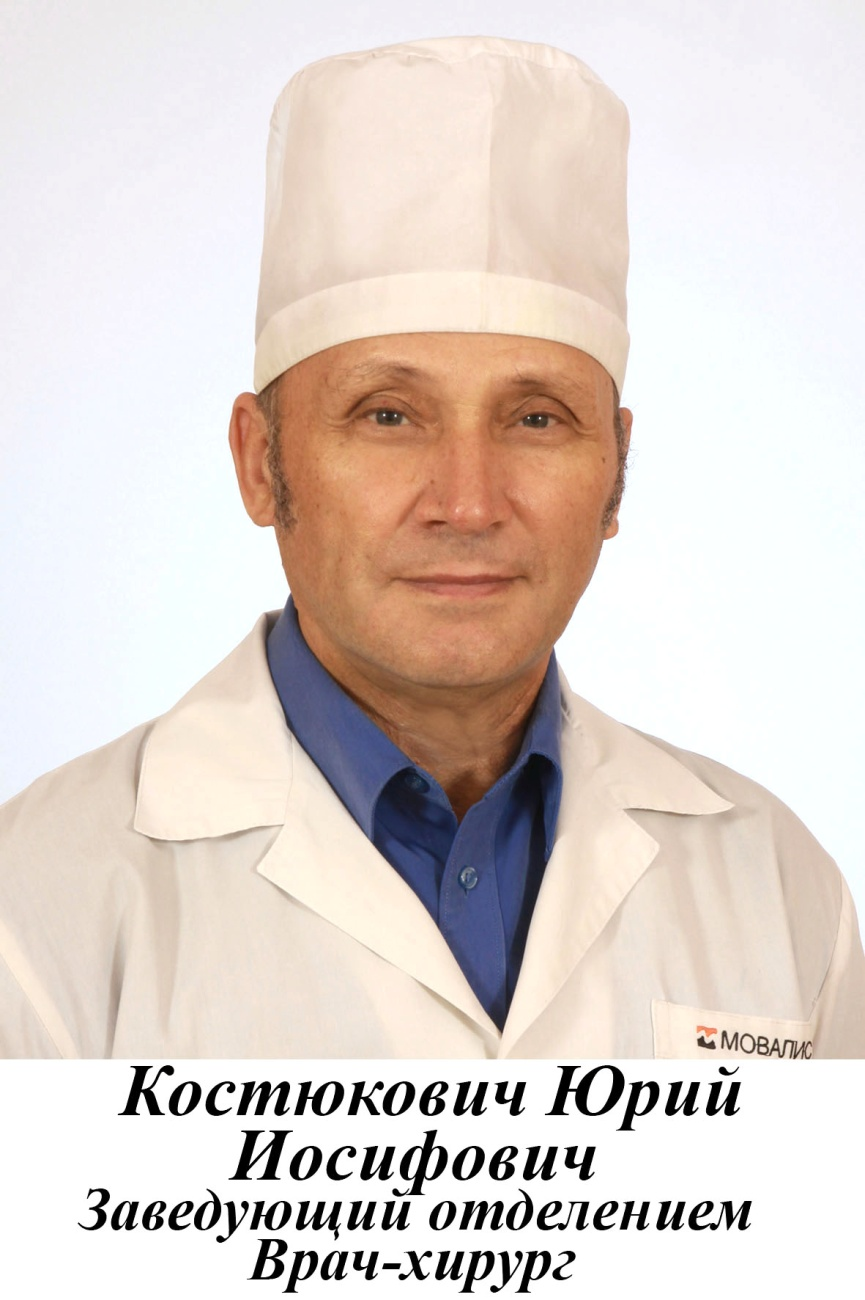 МОВАЛИС
Костюкович Юрий
Иосифович
Заведующий отделением
Врач-хирург